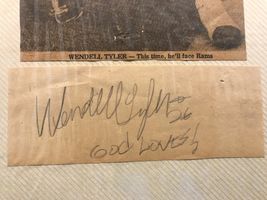 WENDELL TYLER — This time, he'll face Rams
Wendell Tyler
26
GOD LOVES!